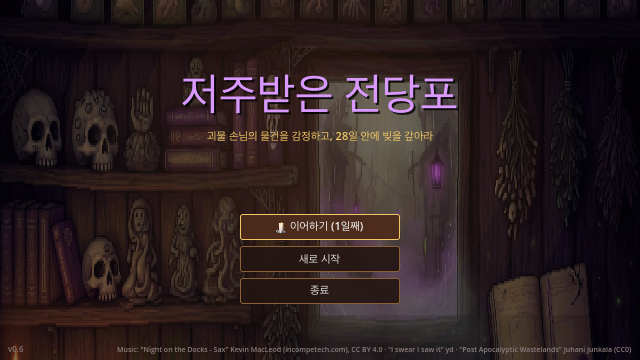 저주받은 전당포
괴물 손님의 물건을 감정하고, 28일 안에 빚을 갚아라
이어하기 (1일째)
새로 시작
종료
v0.6
Music: "Night on the Docks - Sax" Kevin MacLeod (incompetech.com), CC BY 4.0 · "I swear I saw it" yd · "Post Apocalyptic Wastelands" Juhani Junkala (CC0)